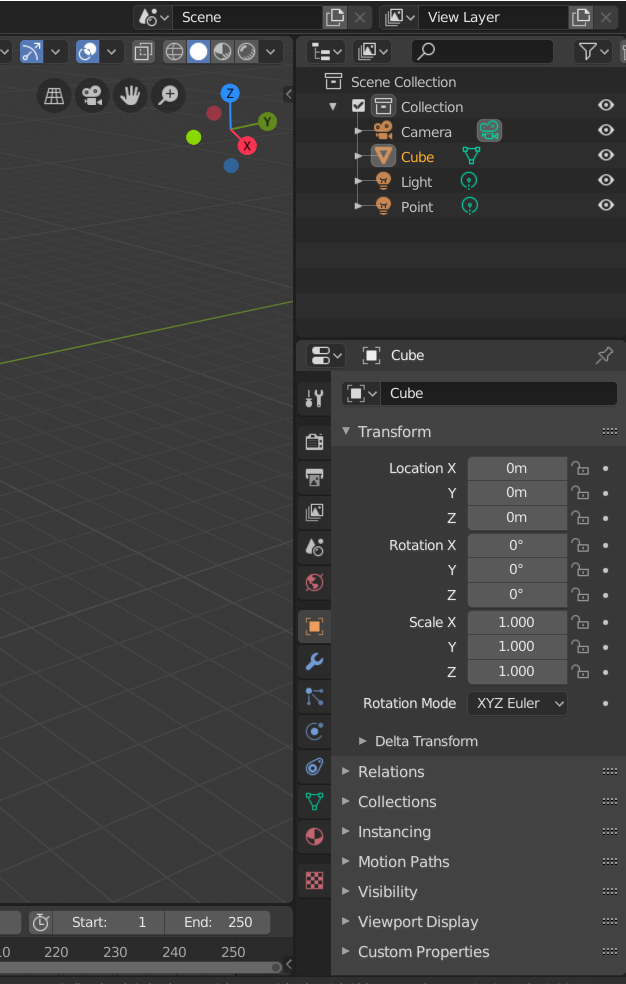 Scene
View Layer
Z
Y
X
Scene Collection
Collection
Camera
Cube
Light
Point
Cube
Cube
Transform
Location X 0m
Y 0m
Z 0m
Rotation X 0°
Y 0°
Z 0°
Scale X 1.000
Y 1.000
Z 1.000
Rotation Mode XYZ Euler
Delta Transform
Relations
Collections
Instancing
Motion Paths
Visibility
Viewport Display
Custom Properties
Start: 1 End: 250
220 230 240 250